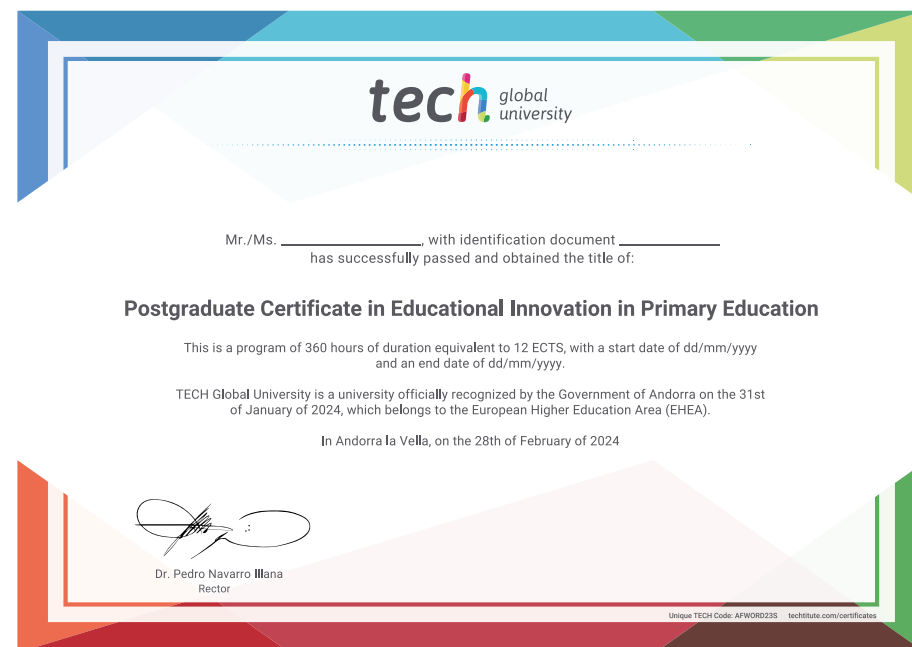 tech global
university
Mr./Ms. ____________________, with identification document ______________
has successfully passed and obtained the title of:
Postgraduate Certificate in Educational Innovation in Primary Education
This is a program of 360 hours of duration equivalent to 12 ECTS, with a start date of dd/mm/yyyy
and an end date of dd/mm/yyyy.
TECH Global University is a university officially recognized by the Government of Andorra on the 31st
of January of 2024, which belongs to the European Higher Education Area (EHEA).
In Andorra la Vella, on the 28th of February of 2024
Dr. Pedro Navarro Illana
Rector
Unique TECH Code: AFWORD23S techtitute.com/certificates